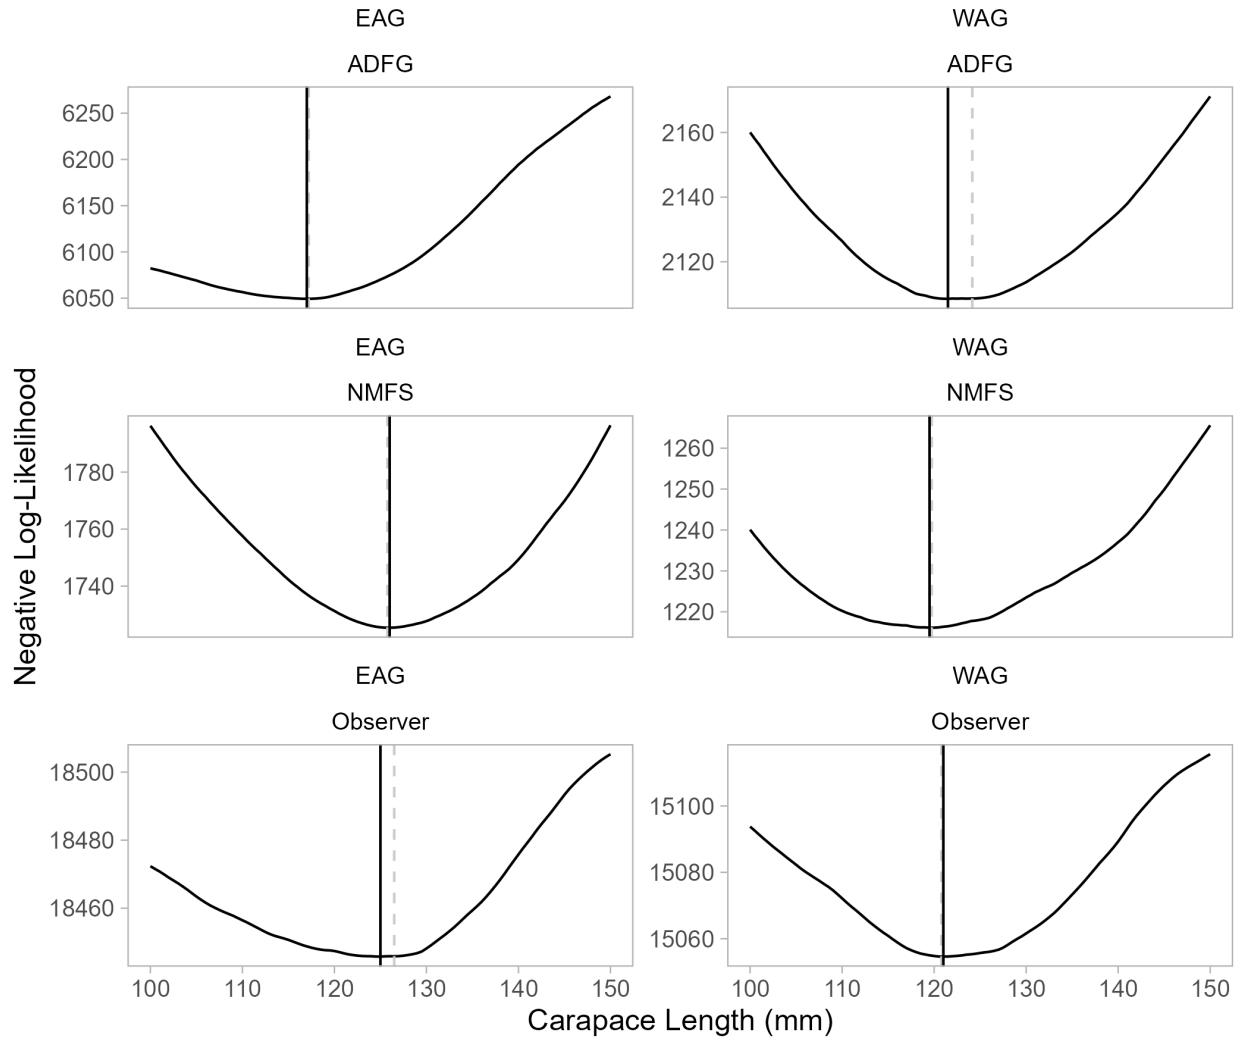 EAG
ADFG
6250
6200
6150
6100
6050
WAG
ADFG
2160
2140
2120
EAG
NMFS
1780
1760
1740
WAG
NMFS
1260
1250
1240
1230
1220
EAG
Observer
18500
18480
18460
100 110 120 130 140 150
WAG
Observer
15100
15080
15060
100 110 120 130 140 150
Carapace Length (mm)
Negative Log-Likelihood